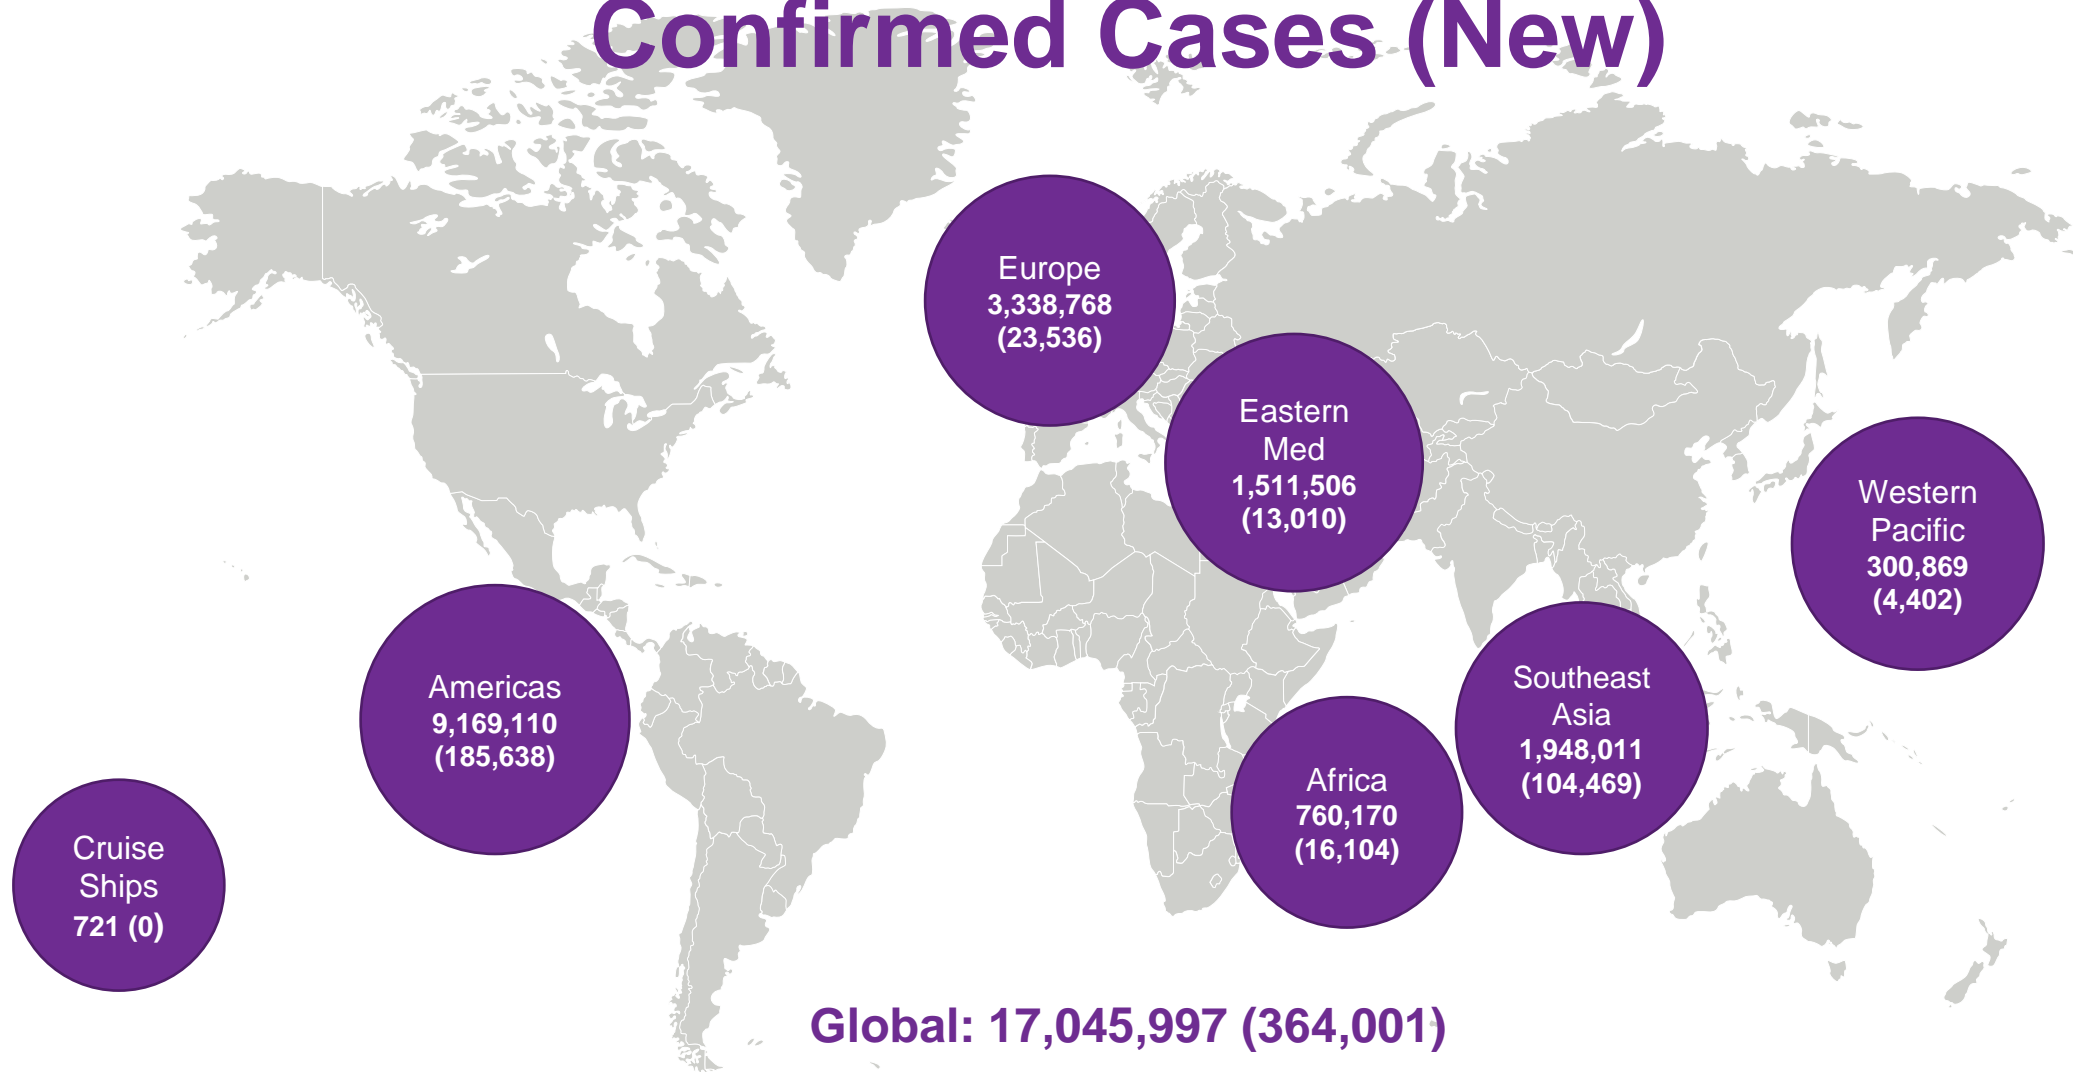 Confirmed Cases (New)
Europe
3,338,768
(23,536)
Eastern
Med
1,511,506
(13,010)
Western
Pacific
300,869
(4,402)
Americas
9,169,110
(185,638)
Southeast
Asia
1,948,011
(104,469)
Africa
760,170
(16,104)
Cruise
Ships
721 (0)
Global: 17,045,997 (364,001)